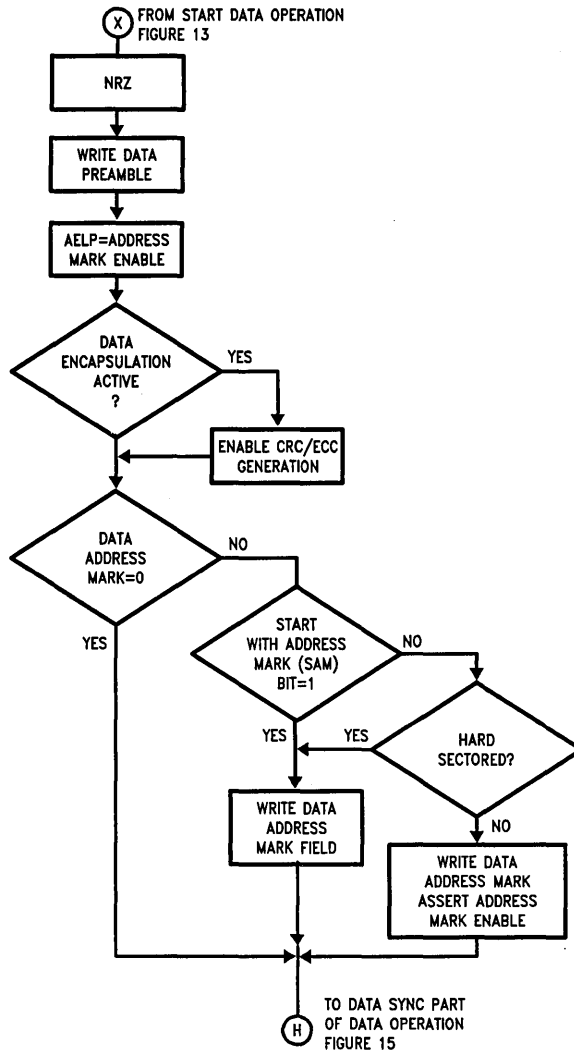 X
FROM START DATA OPERATION
FIGURE 13
NRZ
WRITE DATA
PREAMBLE
AELP=ADDRESS
MARK ENABLE
DATA
ENCAPSULATION
ACTIVE
?
YES
ENABLE CRC/ECC
GENERATION
DATA
ADDRESS
MARK=0
NO
YES
START
WITH ADDRESS
MARK (SAM)
BIT=1
NO
YES
YES
HARD
SECTORED?
NO
WRITE DATA
ADDRESS
MARK FIELD
WRITE DATA
ADDRESS MARK
ASSERT ADDRESS
MARK ENABLE
H
TO DATA SYNC PART
OF DATA OPERATION
FIGURE 15